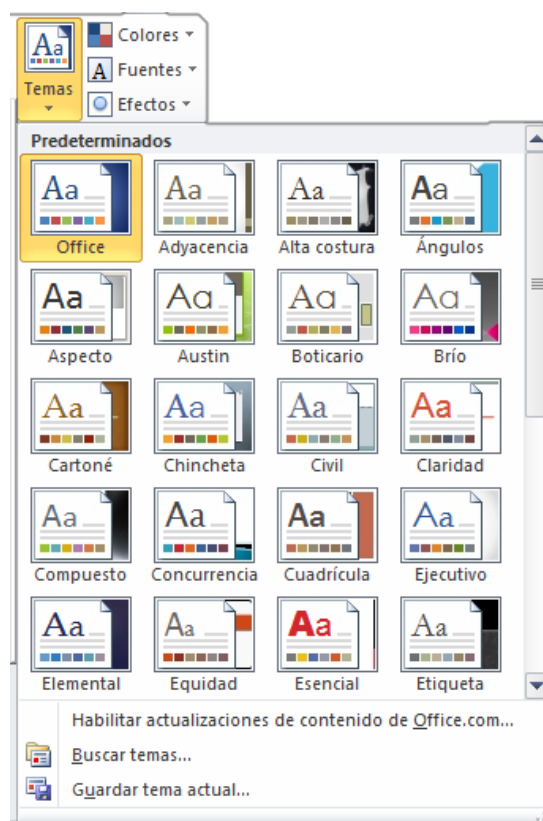 Aa
Temas
Colores
A Fuentes
Efectos
Predeterminados
Aa Aa Aa Aa
Office Adyacencia Alta costura Ángulos
Aa Aa Aa Aa
Aspecto Austin Boticario Brío
Aa Aa Aa Aa
Cartoné Chincheta Civil Claridad
Aa Aa Aa Aa
Compuesto Concurrencia Cuadrícula Ejecutivo
Aa Aa Aa Aa
Elemental Equidad Esencial Etiqueta
Habilitar actualizaciones de contenido de Office.com...
Buscar temas...
Guardar tema actual...